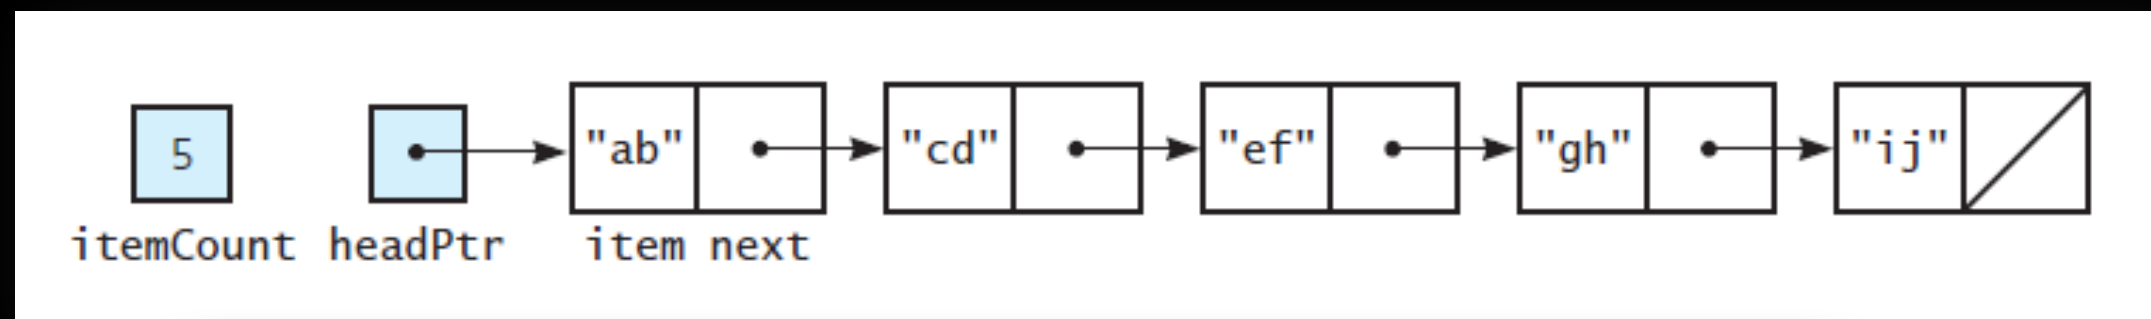 5 "ab" "cd" "ef" "gh" "ij"
itemCount headPtr item next